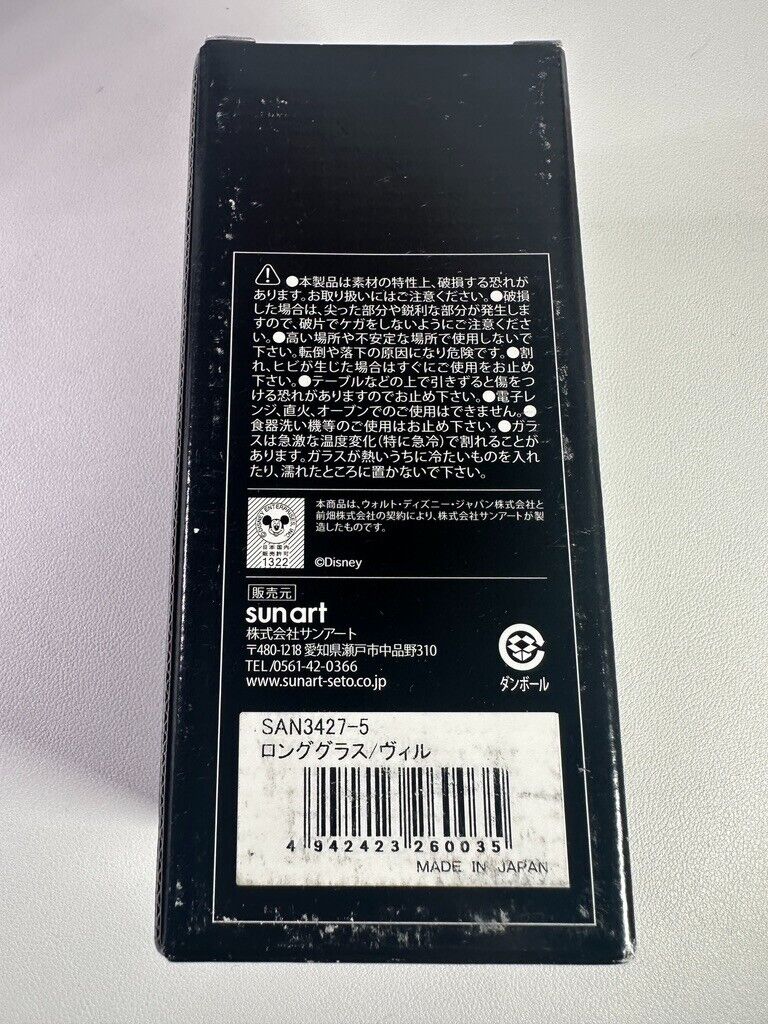 ●本製品は素材の特性上、破損する恐れが
あります。お取り扱いにはご注意ください。●破損
した場合は、尖った部分や鋭利な部分が発生しま
すので、破片でケガをしないようにご注意くださ
い。●高い場所や不安定な場所で使用しないで
下さい。転倒や落下の原因になり危険です。●割
れ、ヒビが生じた場合はすぐにご使用をお止め
下さい。●テーブルなどの上で引きずると傷をつ
ける恐れがありますのでお止め下さい。●電子レ
ンジ、直火、オーブンでのご使用はできません。●
食器洗い機等のご使用はお止め下さい。●ガラ
スは急激な温度変化(特に急冷)で割れることが
あります。ガラスが熱いうちに冷たいものを入れ
たり、濡れたところに置かないで下さい。
本商品は、ウォルト・ディズニー・ジャパン株式会社と
前畑株式会社の契約により、株式会社サンアートが製
造したものです。
日本国内
販売許可
1322
©Disney
販売元
sunart
株式会社サンアート
〒480-1218 愛知県瀬戸市中品野310
TEL/0561-42-0366
www.sunart-seto.co.jp
ダンボール
SAN3427-5
ロンググラス/ヴィル
4 942423 260035
MADE IN JAPAN